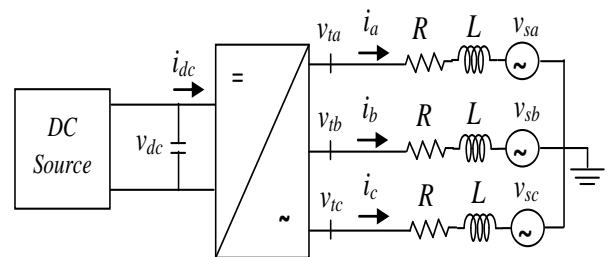 v_ta i_a R L v_sa
i_dc
=
DC
Source
v_dc
v_tb i_b R L v_sb
~
v_tc i_c R L v_sc
~
~
~